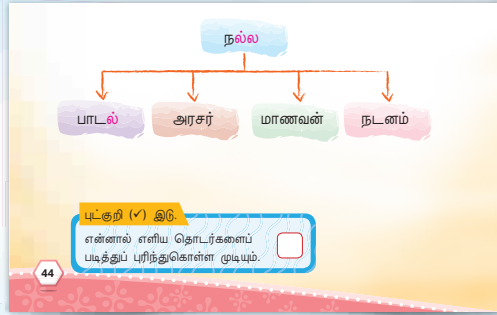 நல்ல
பாடல் அரசர் மாணவன் நடனம்
புட்குறி (✓) இடு.
என்னால் எளிய தொடர்களைப்
படித்துப் புரிந்துகொள்ள முடியும்.
44